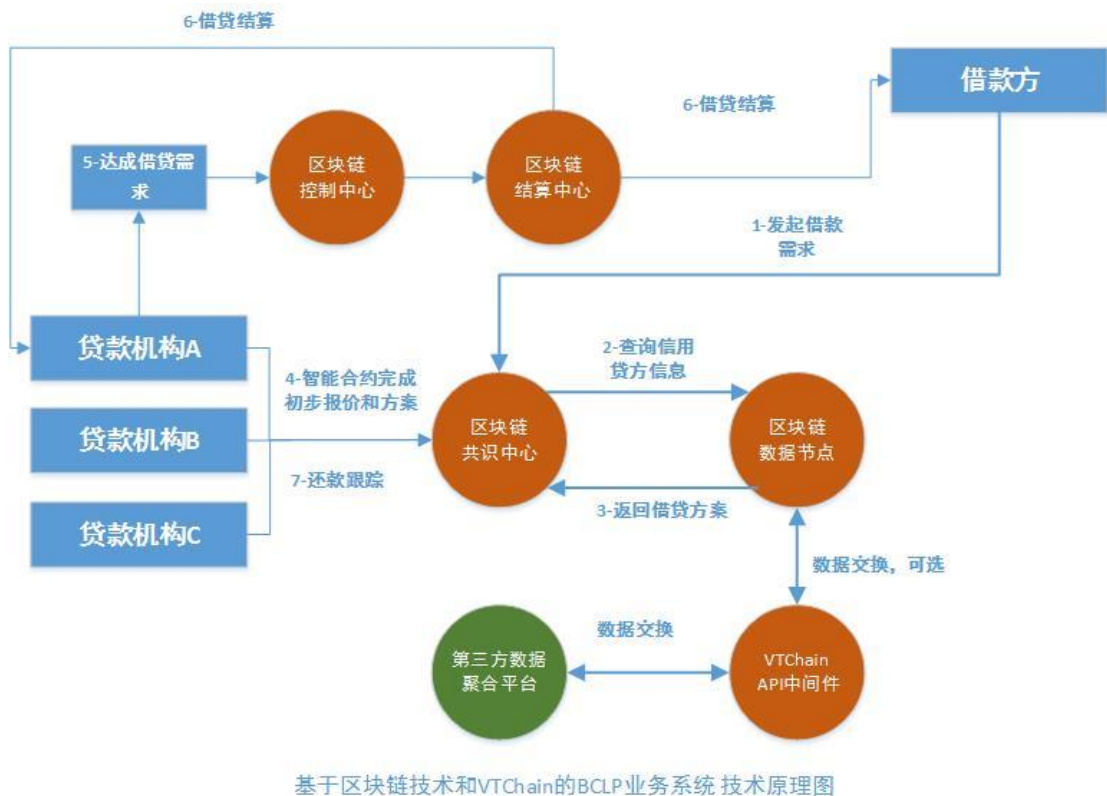 6-借贷结算
借款方
6-借贷结算
5-达成借贷需
求
区块链
控制中心
区块链
结算中心
1-发起借款
需求
贷款机构A
2-查询信用
贷方信息
4-智能合约完成
初步报价和方案
贷款机构B
区块链
共识中心
区块链
数据节点
7-还款跟踪
3-返回借贷方案
贷款机构C
数据交换，可选
数据交换
第三方数据
聚合平台
VTChain
API中间件
基于区块链技术和VTChain的BCLP业务系统 技术原理图